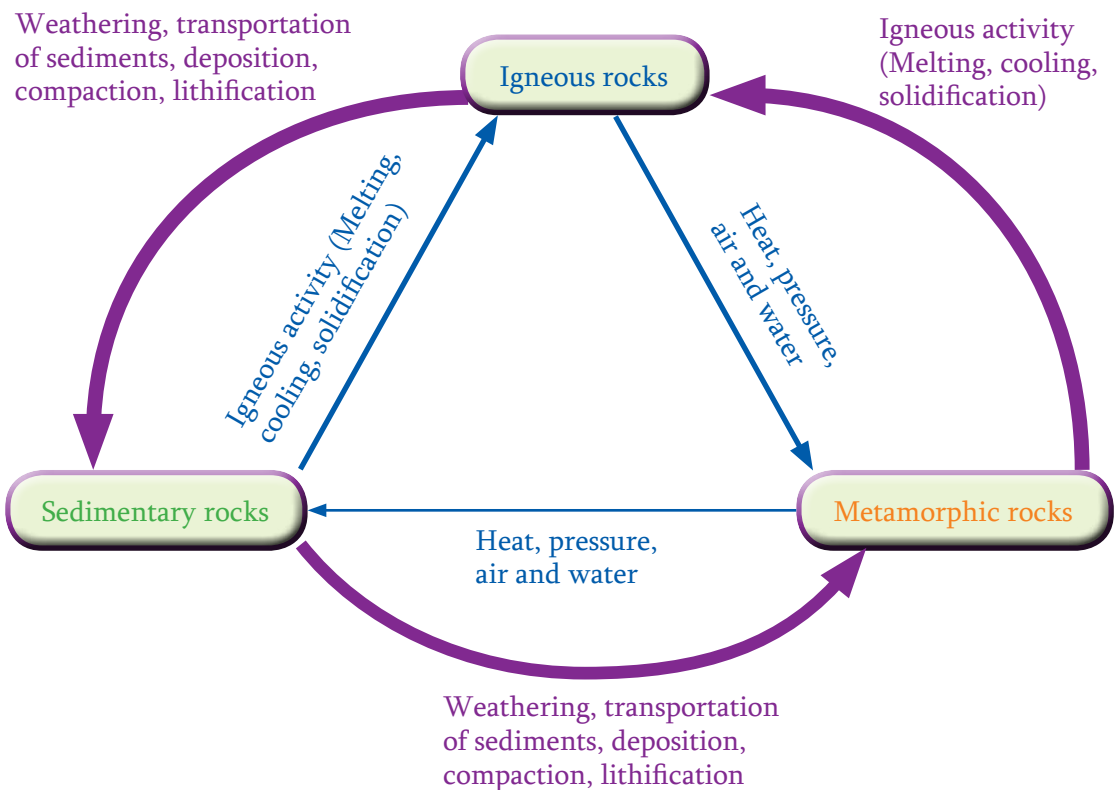 Weathering, transportation
of sediments, deposition,
compaction, lithification
Igneous rocks
Igneous activity
(Melting, cooling,
solidification)
Igneous activity (Melting,
cooling, solidification)
Heat, pressure,
air and water
Sedimentary rocks
Metamorphic rocks
Heat, pressure,
air and water
Weathering, transportation
of sediments, deposition,
compaction, lithification